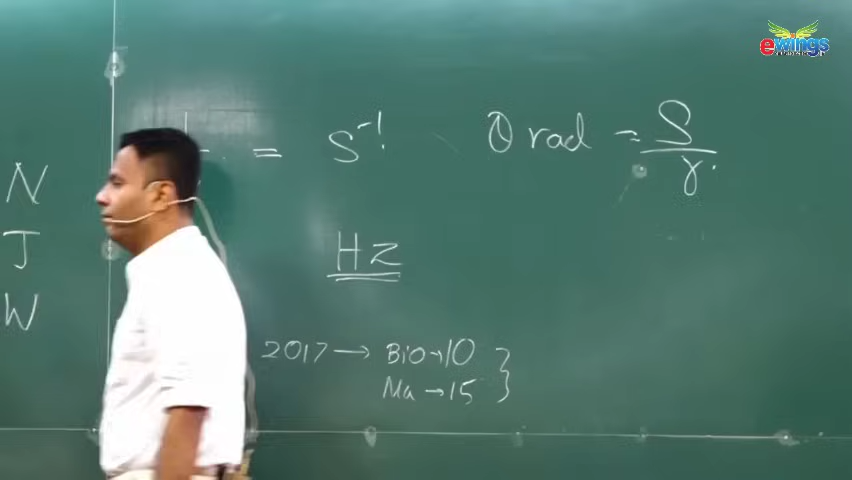 N
J
W
= S⁻¹
θ rad = S/r
Hz
2017 → Bio → 10
Ma → 15
ewings